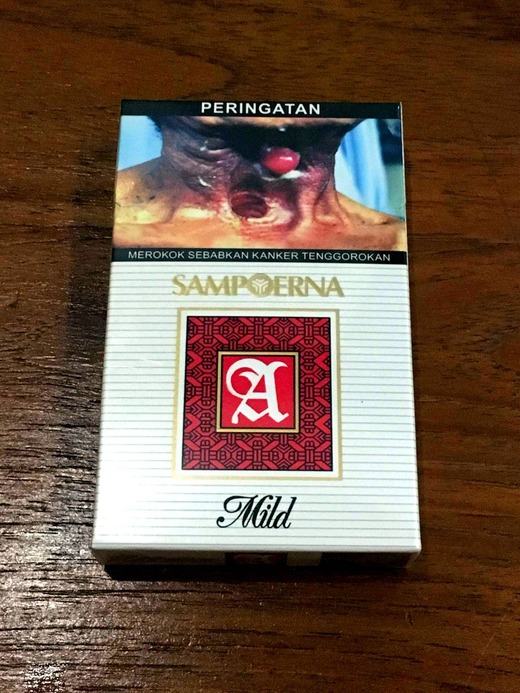 PERINGATAN
MEROKOK SEBABKAN KANKER TENGGOROKAN
SAMPOERNA
A
Mild